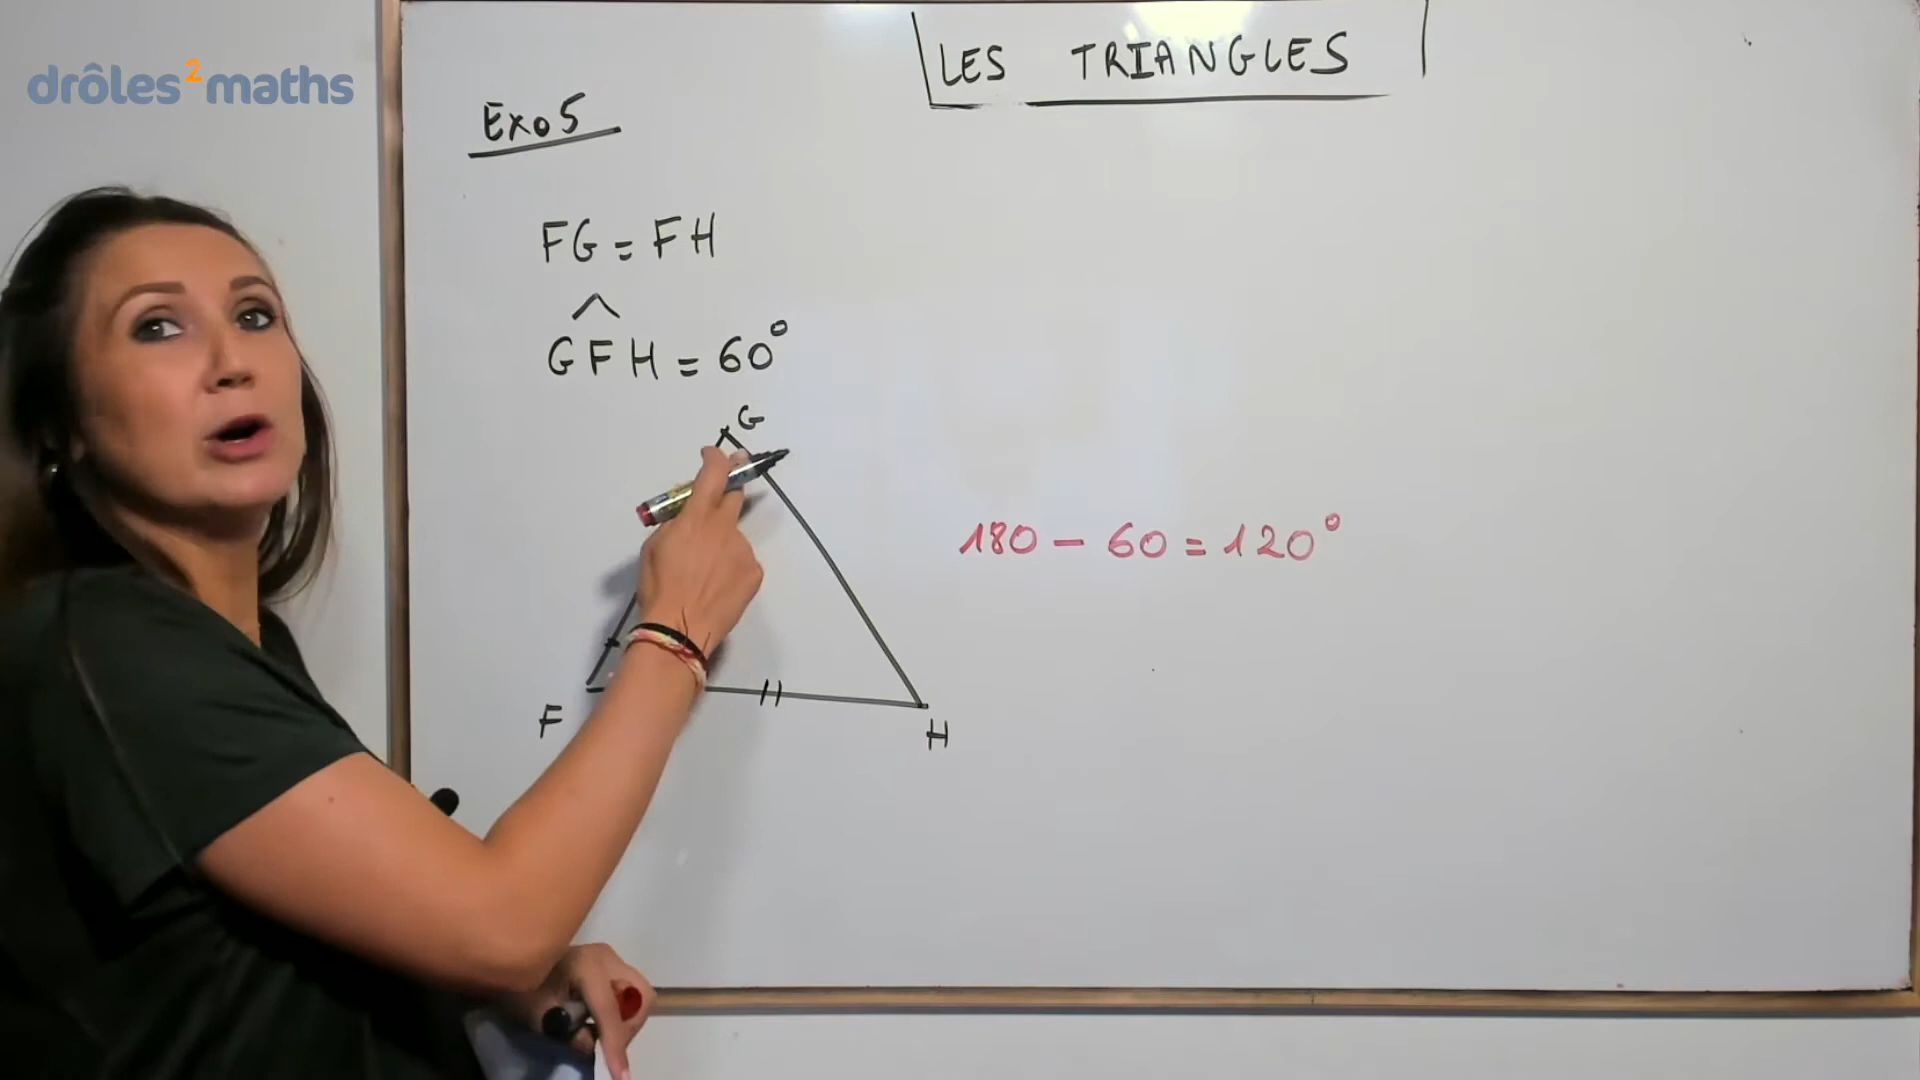 drôles²maths
LES TRIANGLES
Exo5
FG = FH
GFH = 60°
G
180 - 60 = 120°
F
H